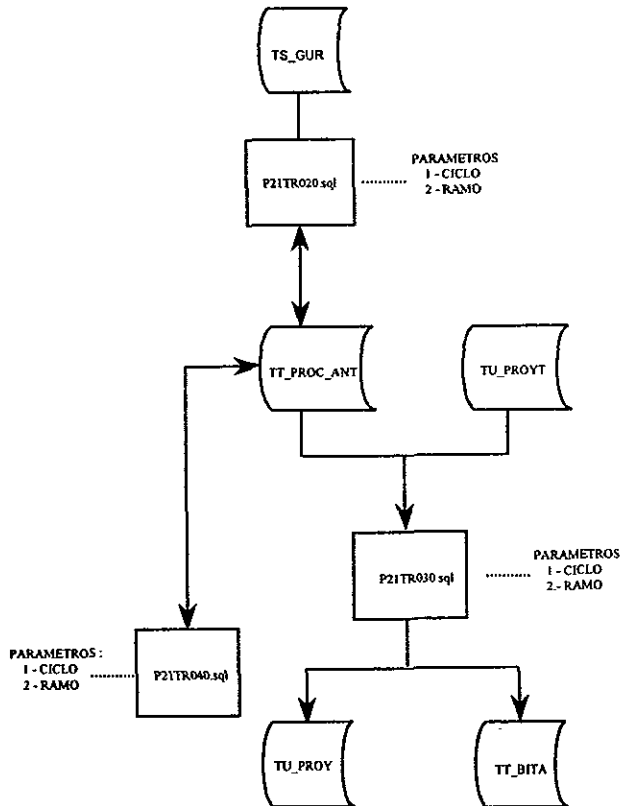 TS_GUR
P21TR020.sql
PARAMETROS
1 - CICLO
2 - RAMO
TT_PROC_ANT
TU_PROYT
P21TR030 sql
PARAMETROS
1 - CICLO
2.- RAMO
PARAMETROS :
1 - CICLO
2 - RAMO
P21TR040.sql
TU_PROY
TT_BITA